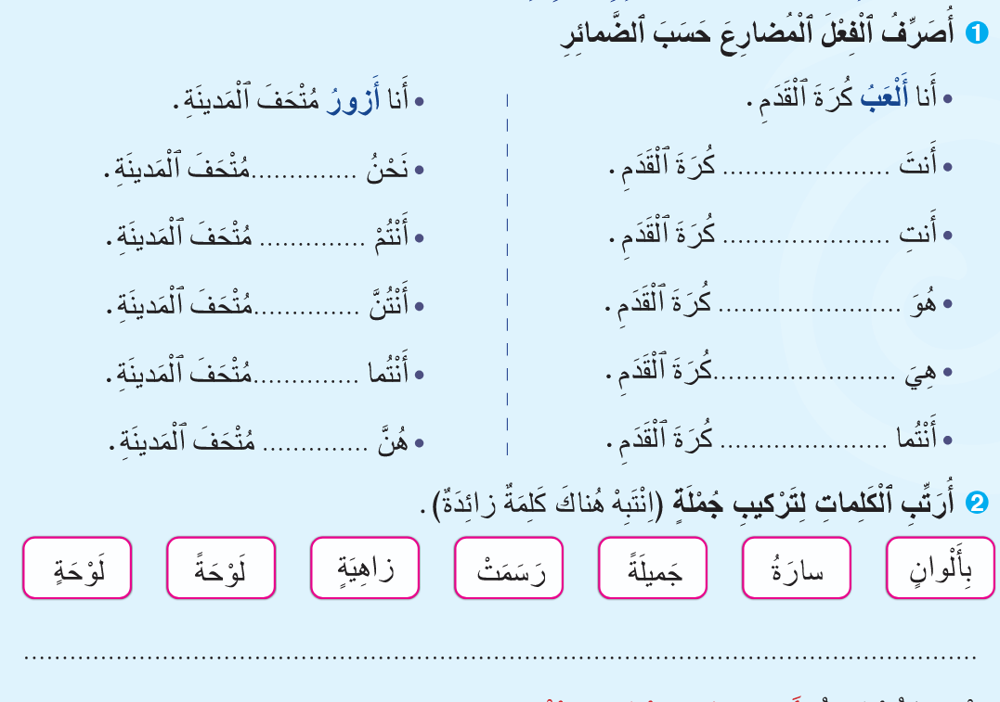 1 أُصَرِّفُ ٱلْفِعْلَ ٱلْمُضارِعَ حَسَبَ ٱلضَّمائِرِ
• أَنا أَلْعَبُ كُرَةَ ٱلْقَدَمِ.
• أَنتَ ...................... كُرَةَ ٱلْقَدَمِ.
• أَنتِ ...................... كُرَةَ ٱلْقَدَمِ.
• هُوَ ........................ كُرَةَ ٱلْقَدَمِ.
• هِيَ ........................كُرَةَ ٱلْقَدَمِ.
• أَنْتُما ...................... كُرَةَ ٱلْقَدَمِ.
• أَنا أَزورُ مُتْحَفَ ٱلْمَدينَةِ.
• نَحْنُ ..............مُتْحَفَ ٱلْمَدينَةِ.
• أَنْتُمْ .............. مُتْحَفَ ٱلْمَدينَةِ.
• أَنْتُنَّ ..............مُتْحَفَ ٱلْمَدينَةِ.
• أَنْتُما ..............مُتْحَفَ ٱلْمَدينَةِ.
• هُنَّ .............. مُتْحَفَ ٱلْمَدينَةِ.
2 أُرَتِّبِ ٱلْكَلِماتِ لِتَرْكيبِ جُمْلَةٍ (اِنْتَبِهْ هُناكَ كَلِمَةٌ زائِدَةٌ).
بِأَلْوانٍ سارَةُ جَميلَةً رَسَمَتْ زاهِيَةٍ لَوْحَةً لَوْحَةٍ